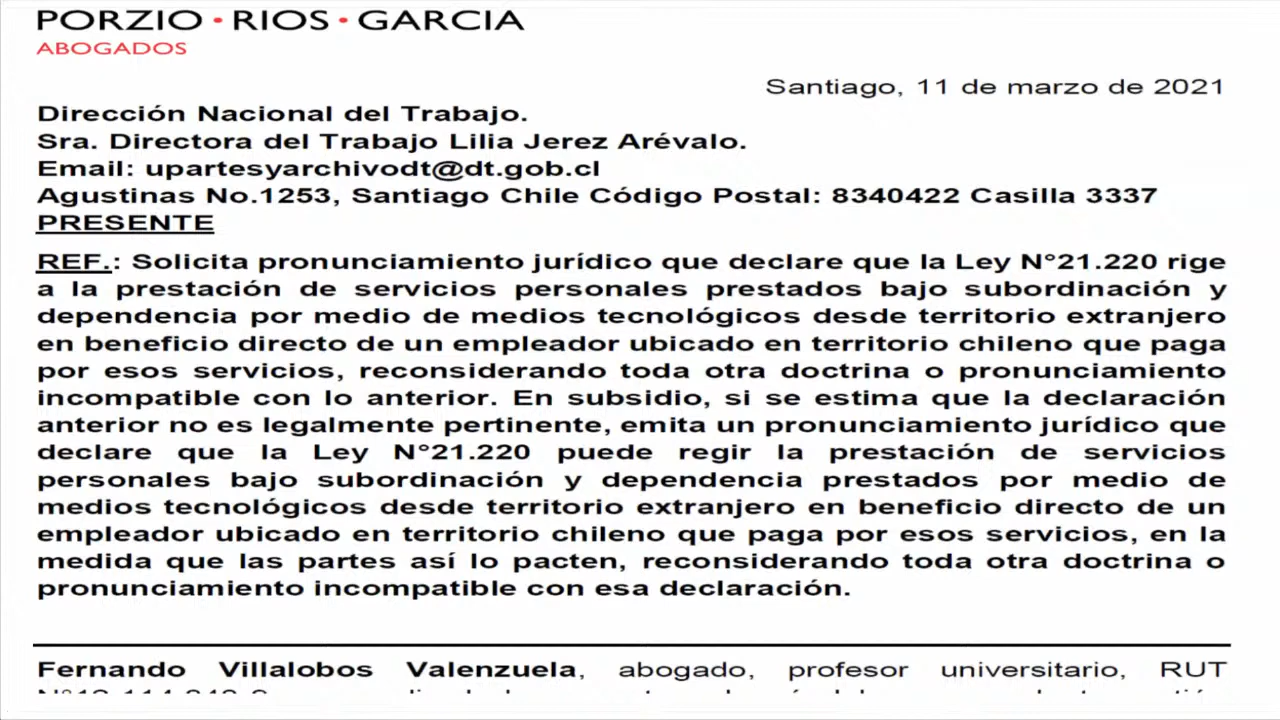 PORZIO • RIOS • GARCIA
ABOGADOS
Santiago, 11 de marzo de 2021
Dirección Nacional del Trabajo.
Sra. Directora del Trabajo Lilia Jerez Arévalo.
Email: upartesyarchivodt@dt.gob.cl
Agustinas No.1253, Santiago Chile Código Postal: 8340422 Casilla 3337
PRESENTE
REF.: Solicita pronunciamiento jurídico que declare que la Ley N°21.220 rige
a la prestación de servicios personales prestados bajo subordinación y
dependencia por medio de medios tecnológicos desde territorio extranjero
en beneficio directo de un empleador ubicado en territorio chileno que paga
por esos servicios, reconsiderando toda otra doctrina o pronunciamiento
incompatible con lo anterior. En subsidio, si se estima que la declaración
anterior no es legalmente pertinente, emita un pronunciamiento jurídico que
declare que la Ley N°21.220 puede regir la prestación de servicios
personales bajo subordinación y dependencia prestados por medio de
medios tecnológicos desde territorio extranjero en beneficio directo de un
empleador ubicado en territorio chileno que paga por esos servicios, en la
medida que las partes así lo pacten, reconsiderando toda otra doctrina o
pronunciamiento incompatible con esa declaración.
Fernando Villalobos Valenzuela, abogado, profesor universitario, RUT